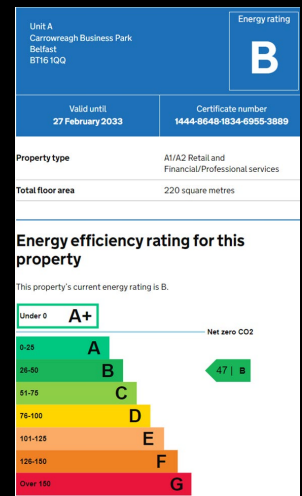 Unit A
Carrowreagh Business Park
Belfast
BT16 1QQ
Energy rating
B
Valid until
27 February 2033
Certificate number
1444-8648-1834-6955-3889
Property type
A1/A2 Retail and
Financial/Professional services
Total floor area
220 square metres
Energy efficiency rating for this
property
This property's current energy rating is B.
Under 0 A+
Net zero CO2
0-25 A
26-50 B
47 | B
51-75 C
76-100 D
101-125 E
126-150 F
Over 150 G